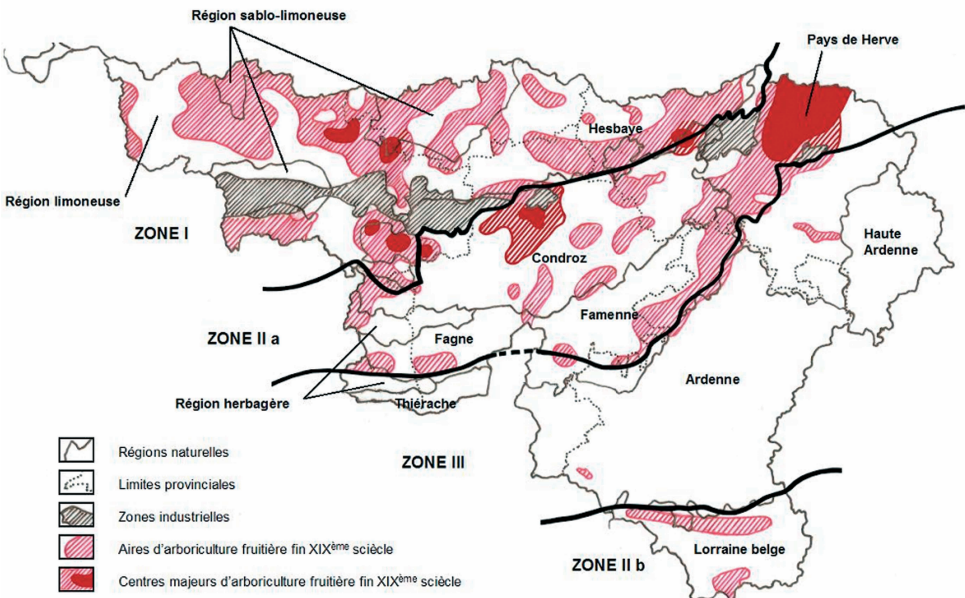 Région sablo-limoneuse
Pays de Herve
Hesbaye
Région limoneuse
ZONE I
Haute
Ardenne
Condroz
Famenne
ZONE II a
Fagne
Ardenne
Région herbagère
Thiérache
ZONE III
Régions naturelles
Limites provinciales
Zones industrielles
Aires d'arboriculture fruitière fin XIXème sciècle
Centres majeurs d'arboriculture fruitière fin XIXème sciècle
Lorraine belge
ZONE II b